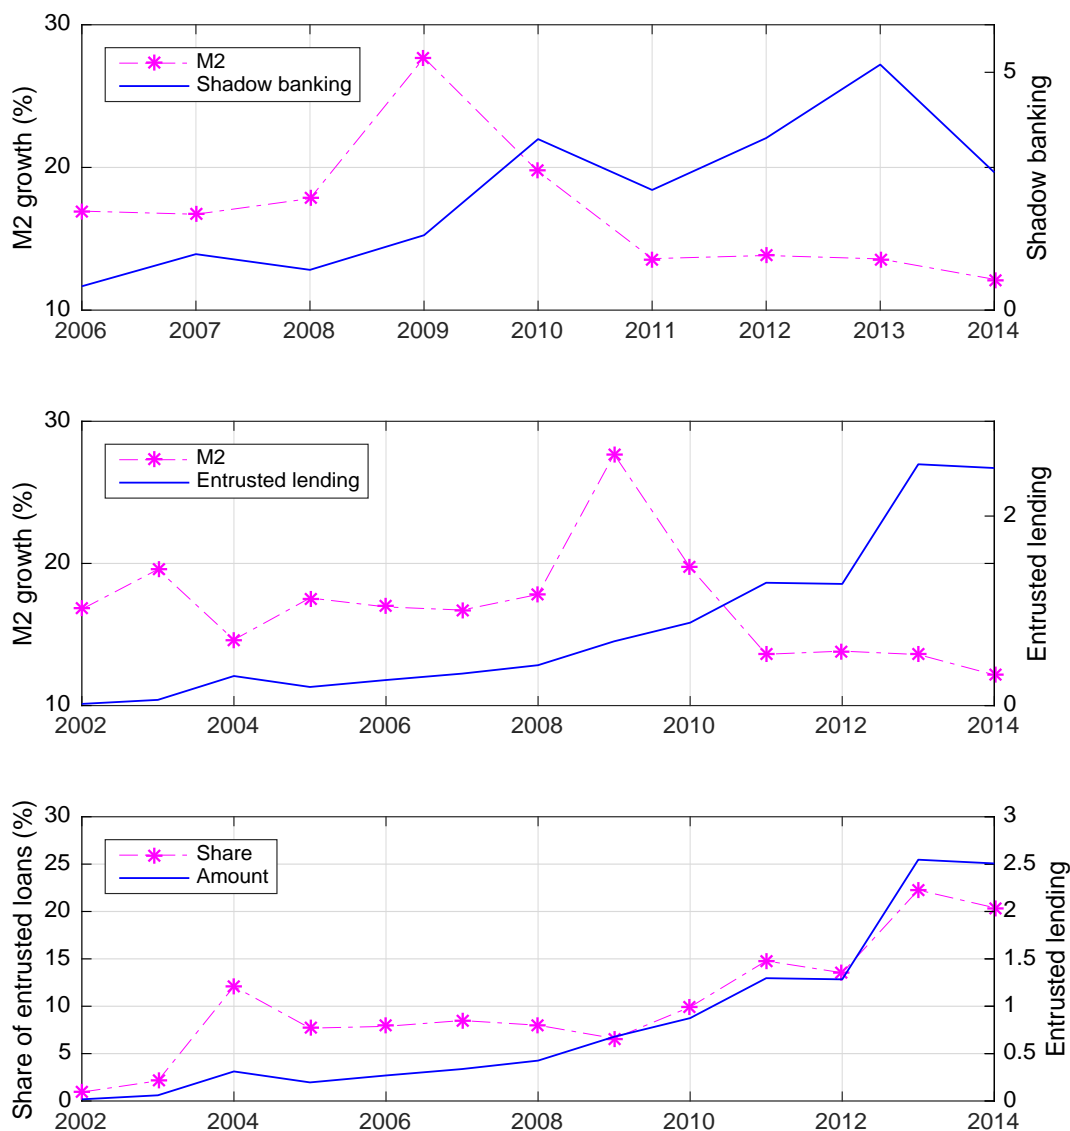 30
20
10
M2 growth (%)
M2
Shadow banking
5
0
Shadow banking
2006 2007 2008 2009 2010 2011 2012 2013 2014
30
20
10
M2 growth (%)
M2
Entrusted lending
2
0
Entrusted lending
2002 2004 2006 2008 2010 2012 2014
30
25
20
15
10
5
0
Share of entrusted loans (%)
Share
Amount
3
2.5
2
1.5
1
0.5
0
Entrusted lending
2002 2004 2006 2008 2010 2012 2014